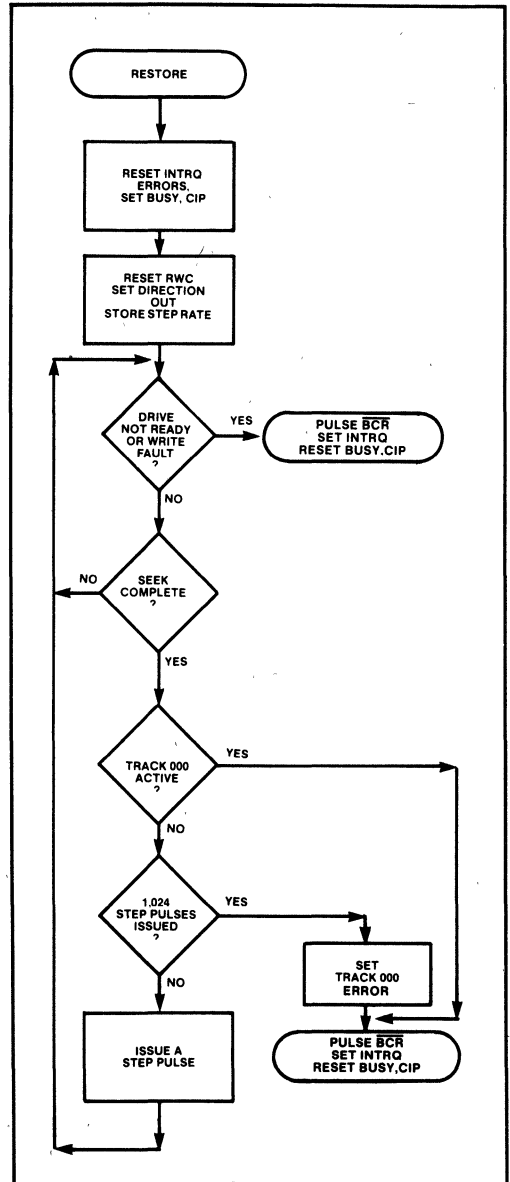 RESTORE
RESET INTRQ
ERRORS,
SET BUSY, CIP
RESET RWC
SET DIRECTION
OUT
STORE STEP RATE
DRIVE
NOT READY
OR WRITE
FAULT
?
YES
PULSE BCR
SET INTRQ
RESET BUSY.CIP
NO
SEEK
COMPLETE
?
NO
YES
TRACK 000
ACTIVE
?
YES
NO
1,024
STEP PULSES
ISSUED
?
YES
SET
TRACK 000
ERROR
NO
ISSUE A
STEP PULSE
PULSE BCR
SET INTRQ
RESET BUSY,CIP